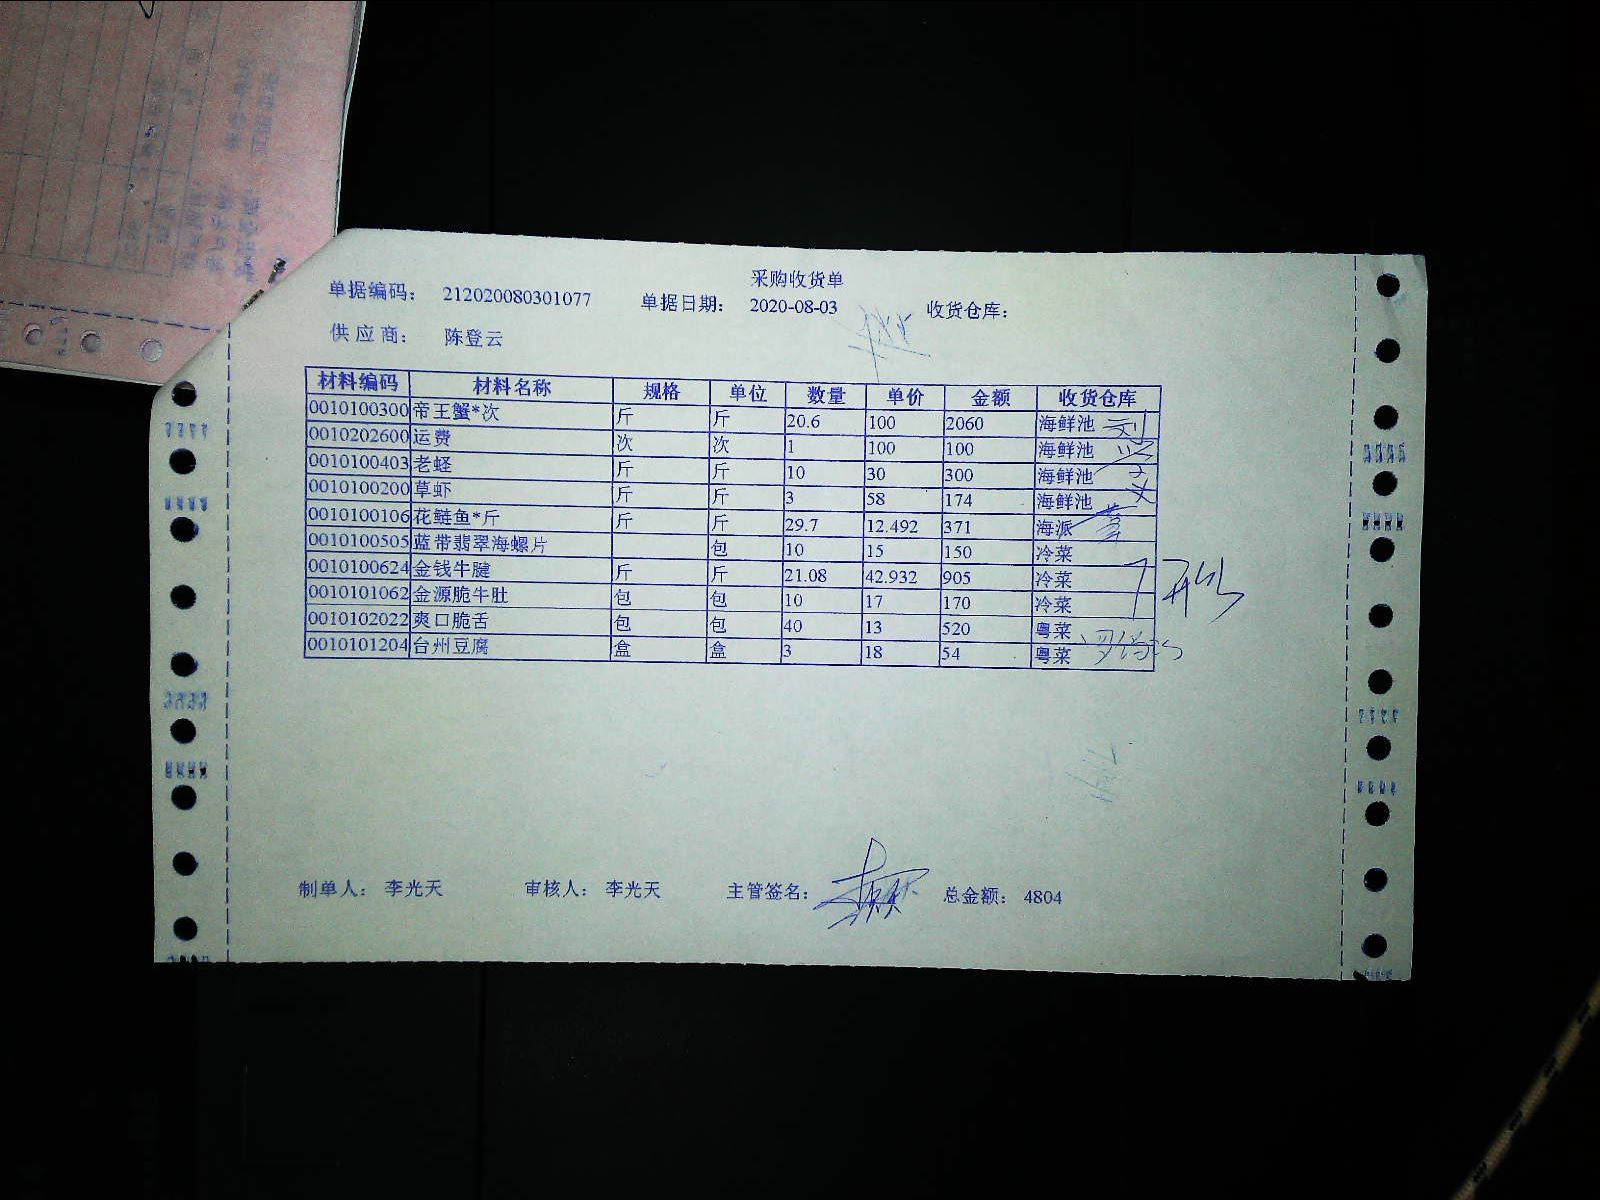 采购收货单
单据编码: 212020080301077 单据日期: 2020-08-03 收货仓库:
供应商: 陈登云
材料编码 材料名称 规格 单位 数量 单价 金额 收货仓库
0010100300 帝王蟹*次 斤 斤 20.6 100 2060 海鲜池
0010202600 运费 次 次 1 100 100 海鲜池
0010100403 老蛏 斤 斤 10 30 300 海鲜池
0010100200 草虾 斤 斤 3 58 174 海鲜池
0010100106 花鲢鱼*斤 斤 斤 29.7 12.492 371 海派
0010100505 蓝带翡翠海螺片 包 10 15 150 冷菜
0010100624 金钱牛腱 斤 斤 21.08 42.932 905 冷菜
0010101062 金源脆牛肚 包 包 10 17 170 冷菜
0010102022 爽口脆舌 包 包 40 13 520 粤菜
0010101204 台州豆腐 盒 盒 3 18 54 粤菜
制单人: 李光天 审核人: 李光天 主管签名: 总金额: 4804